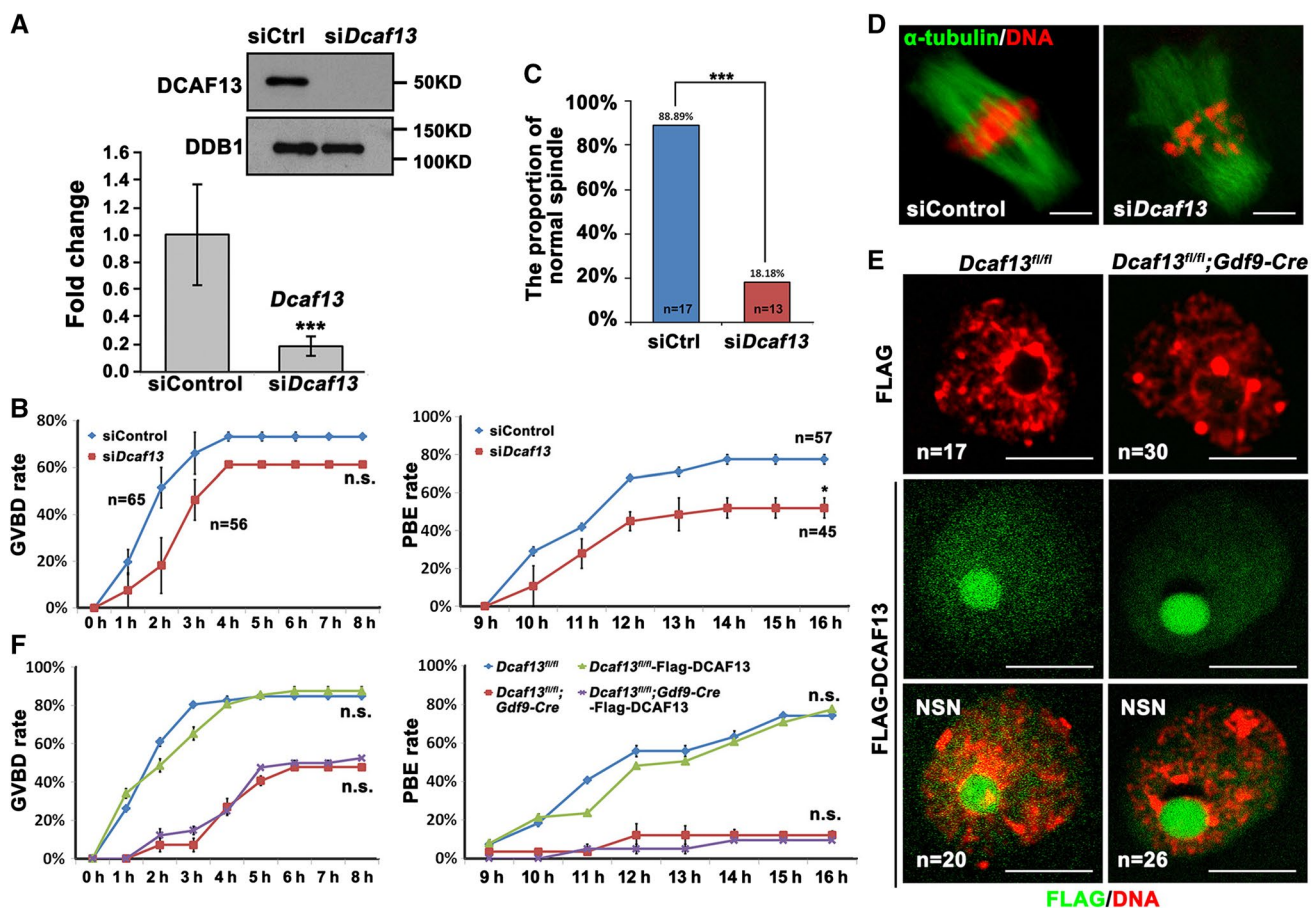 A
siCtrl siDcaf13
DCAF13
50KD
DDB1
150KD
100KD
Fold change
1.6
1.4
1.2
1.0
0.8
0.6
0.4
0.2
0.0
Dcaf13
***
siControl siDcaf13
C
The proportion of
normal spindle
100%
80%
60%
40%
20%
0%
***
88.89%
18.18%
n=17
n=13
siCtrl siDcaf13
D
α-tubulin/DNA
siControl
siDcaf13
B
GVBD rate
80%
60%
40%
20%
0%
siControl
siDcaf13
n=65
n=56
n.s.
0 h 1 h 2 h 3 h 4 h 5 h 6 h 7 h 8 h
PBE rate
100%
80%
60%
40%
20%
0%
siControl
siDcaf13
n=57
*
n=45
9 h 10 h 11 h 12 h 13 h 14 h 15 h 16 h
E
Dcaf13fl/fl Dcaf13fl/fl;Gdf9-Cre
FLAG
n=17
n=30
FLAG-DCAF13
NSN
n=20
NSN
n=26
FLAG/DNA
F
GVBD rate
100%
80%
60%
40%
20%
0%
n.s.
n.s.
0 h 1 h 2 h 3 h 4 h 5 h 6 h 7 h 8 h
PBE rate
100%
80%
60%
40%
20%
0%
Dcaf13fl/fl
Dcaf13fl/fl-Flag-DCAF13
Dcaf13fl/fl;
Gdf9-Cre
Dcaf13fl/fl;Gdf9-Cre
-Flag-DCAF13
n.s.
n.s.
9 h 10 h 11 h 12 h 13 h 14 h 15 h 16 h